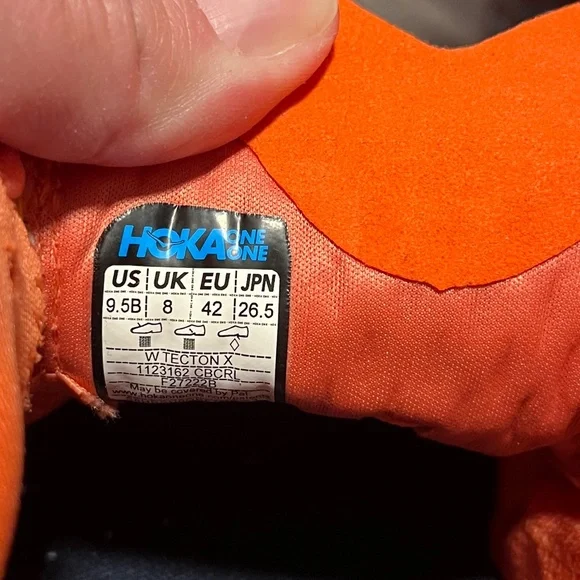 HOKA ONE ONE
US UK EU JPN
9.5B 8 42 26.5
W TECTON X
1123162 CBCRL
F27222B
May be covered by Pat.